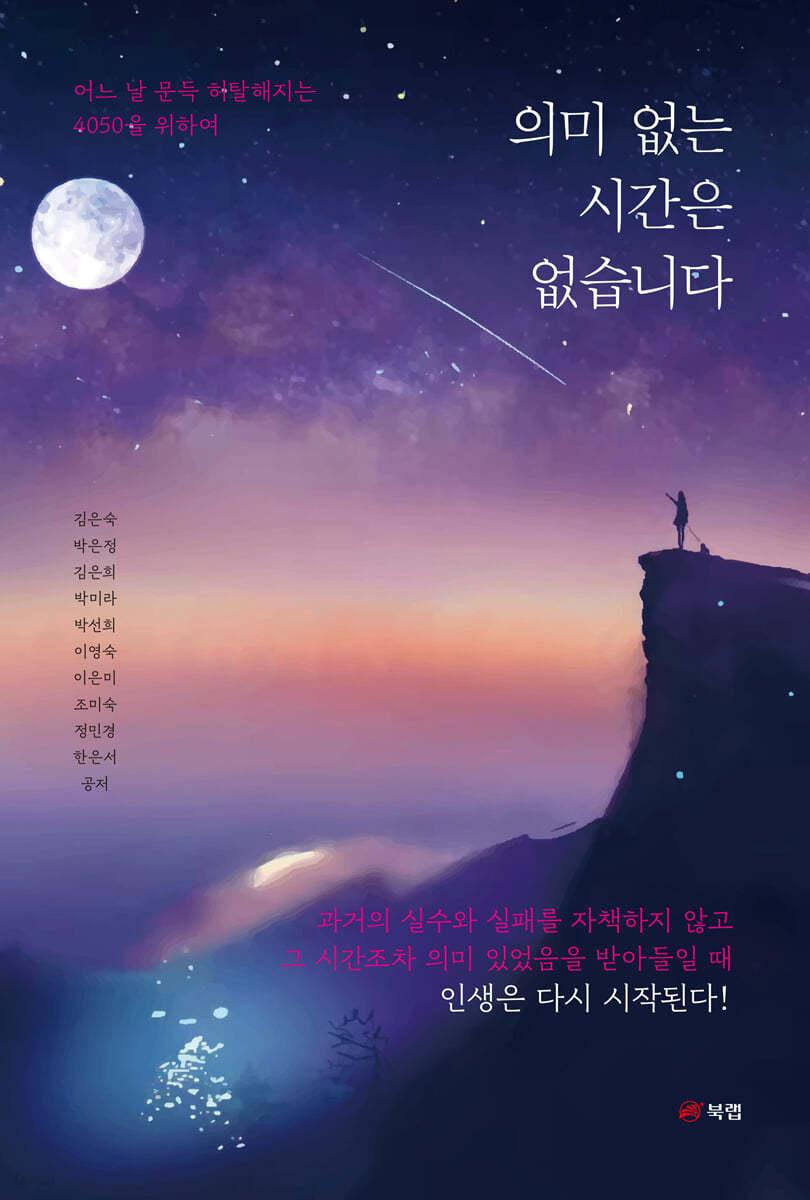 어느 날 문득 허탈해지는
4050을 위하여
의미 없는
시간은
없습니다
김은숙
박은정
김은희
박미라
박선희
이영숙
이은미
조미숙
정민경
한은서
공저
과거의 실수와 실패를 자책하지 않고
그 시간조차 의미 있었음을 받아들일 때
인생은 다시 시작된다!
북랩